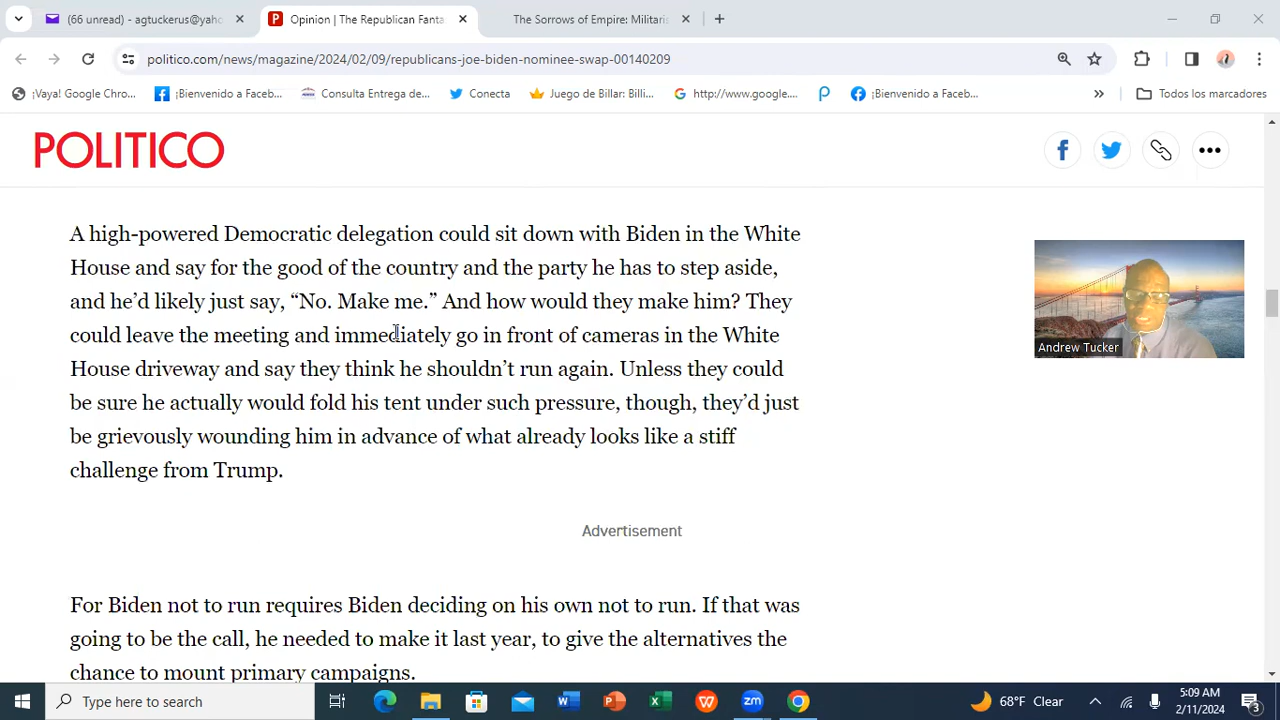 (66 unread) - agtuckerus@yaho
Opinion | The Republican Fanta
The Sorrows of Empire: Militaris
politico.com/news/magazine/2024/02/09/republicans-joe-biden-nominee-swap-00140209
¡Vaya! Google Chro...
¡Bienvenido a Faceb...
Consulta Entrega de...
Conecta
Juego de Billar: Billi...
http://www.google....
¡Bienvenido a Faceb...
Todos los marcadores
POLITICO
A high-powered Democratic delegation could sit down with Biden in the White
House and say for the good of the country and the party he has to step aside,
and he’d likely just say, “No. Make me.” And how would they make him? They
could leave the meeting and immediately go in front of cameras in the White
House driveway and say they think he shouldn’t run again. Unless they could
be sure he actually would fold his tent under such pressure, though, they’d just
be grievously wounding him in advance of what already looks like a stiff
challenge from Trump.
Andrew Tucker
Advertisement
For Biden not to run requires Biden deciding on his own not to run. If that was
going to be the call, he needed to make it last year, to give the alternatives the
chance to mount primary campaigns.
Type here to search
68°F Clear
5:09 AM
2/11/2024
3